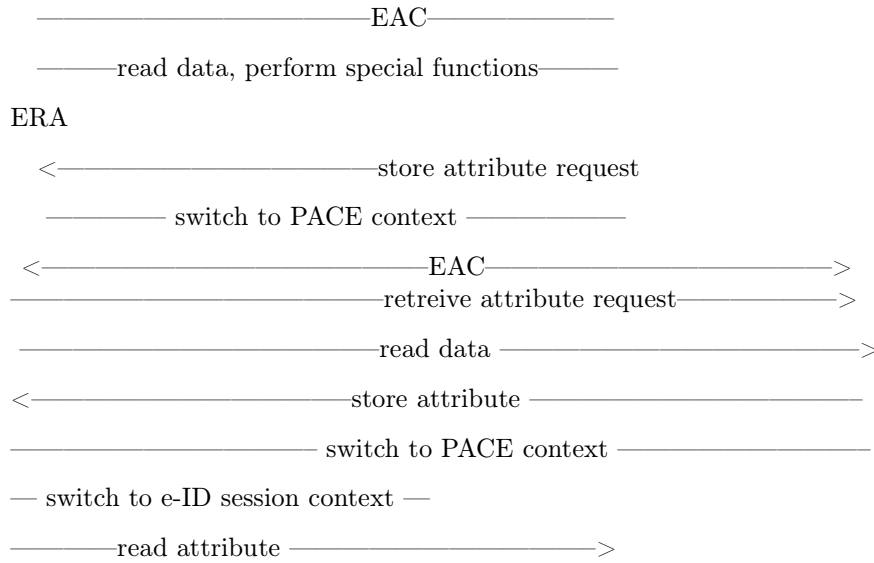 ————————————EAC———————
———read data, perform special functions———
ERA
<————————————store attribute request
————– switch to PACE context ——————
<——————————————EAC—————————————>
——————————————retreive attribute request——————>
—————————————read data —————————————>
<————————————store attribute ————————————–
———————————– switch to PACE context —————————–
— switch to e-ID session context —
————read attribute ———————————–>